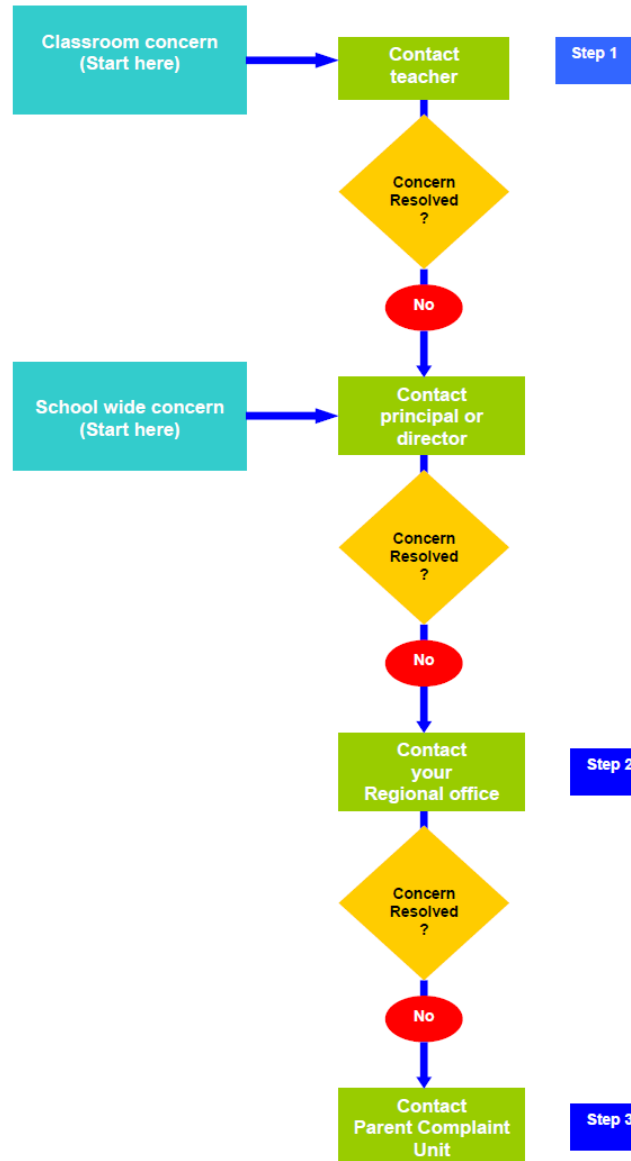 Classroom concern
(Start here)
Contact
teacher
Step 1
Concern
Resolved
?
No
School wide concern
(Start here)
Contact
principal or
director
Concern
Resolved
?
No
Contact
your
Regional office
Step 2
Concern
Resolved
?
No
Contact
Parent Complaint
Unit
Step 3